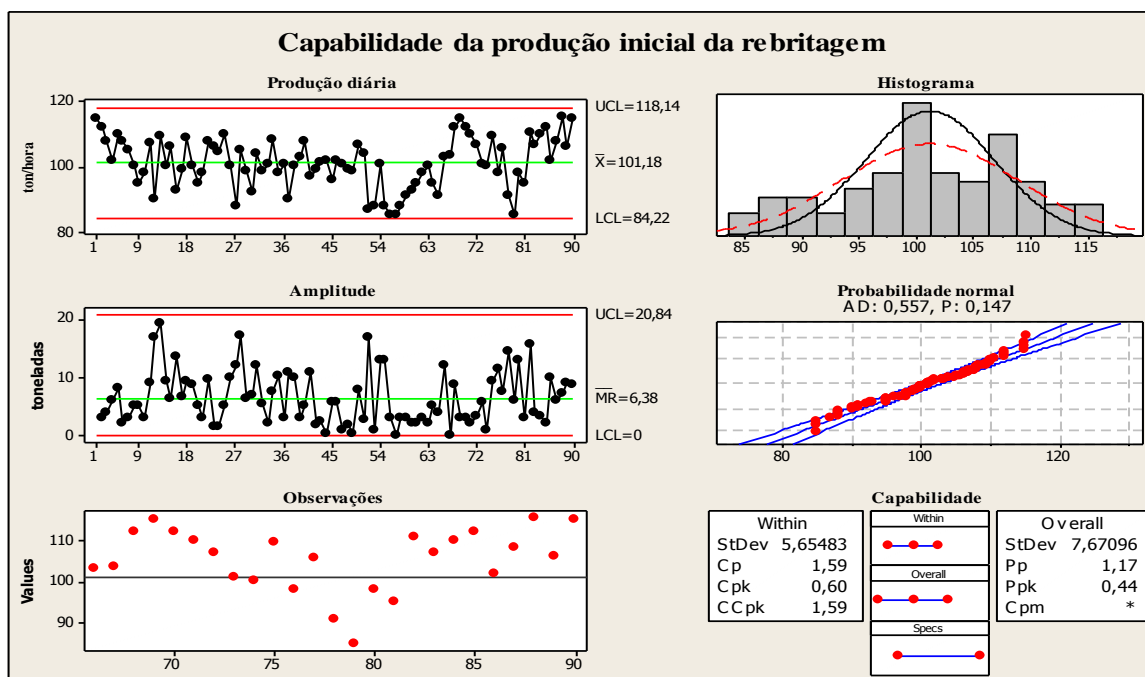 Capabilidade da produção inicial da rebritagem
Produção diária
ton/hora
120
100
80
UCL=118,14
X=101,18
LCL=84,22
1 9 18 27 36 45 54 63 72 81 90
Histograma
85 90 95 100 105 110 115
Amplitude
toneladas
20
10
0
UCL=20,84
MR=6,38
LCL=0
1 9 18 27 36 45 54 63 72 81 90
Probabilidade normal
AD: 0,557, P: 0,147
80 100 120
Observações
Values
110
100
90
70 75 80 85 90
Capabilidade
Within
StDev 5,65483
Cp 1,59
Cpk 0,60
CCpk 1,59
Within
Overall
Specs
Overall
StDev 7,67096
Pp 1,17
Ppk 0,44
Cpm *